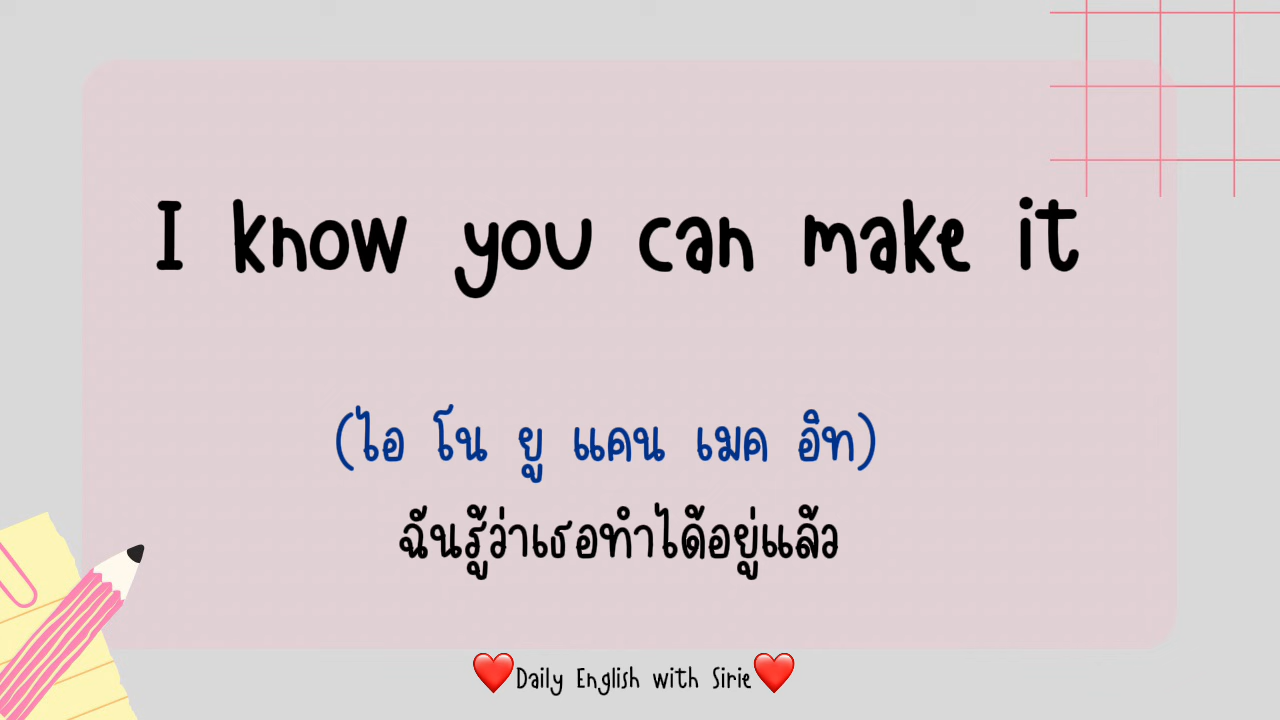 I know you can make it
(ไอ โน ยู แคน เมค อิท)
ฉันรู้ว่าเธอทำได้อยู่แล้ว
❤️Daily English with Sirie❤️